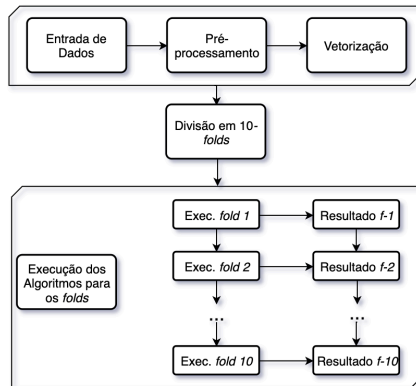 Entrada de
Dados
Pré-
processamento
Vetorização
Divisão em 10-
folds
Exec. fold 1
Resultado f-1
Exec. fold 2
Resultado f-2
Execução dos
Algoritmos para
os folds
...
...
Exec. fold 10
Resultado f-10